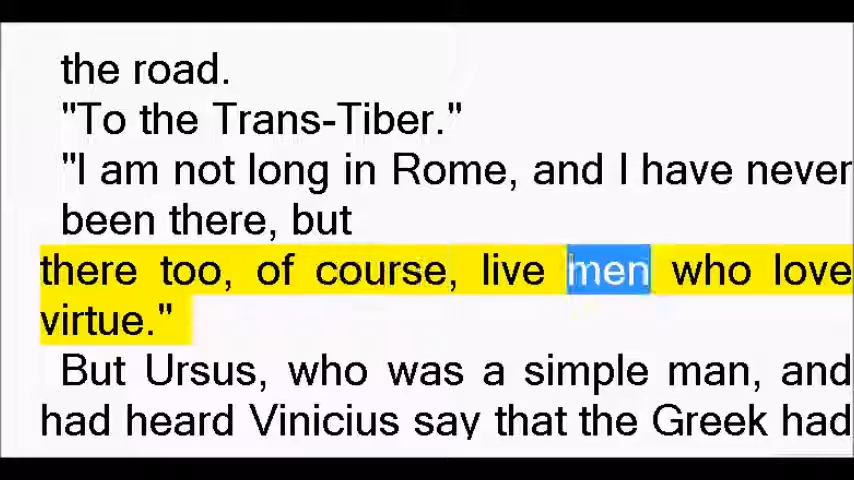 the road.
"To the Trans-Tiber."
"I am not long in Rome, and I have never
been there, but
there too, of course, live men who love
virtue."
But Ursus, who was a simple man, and
had heard Vinicius say that the Greek had